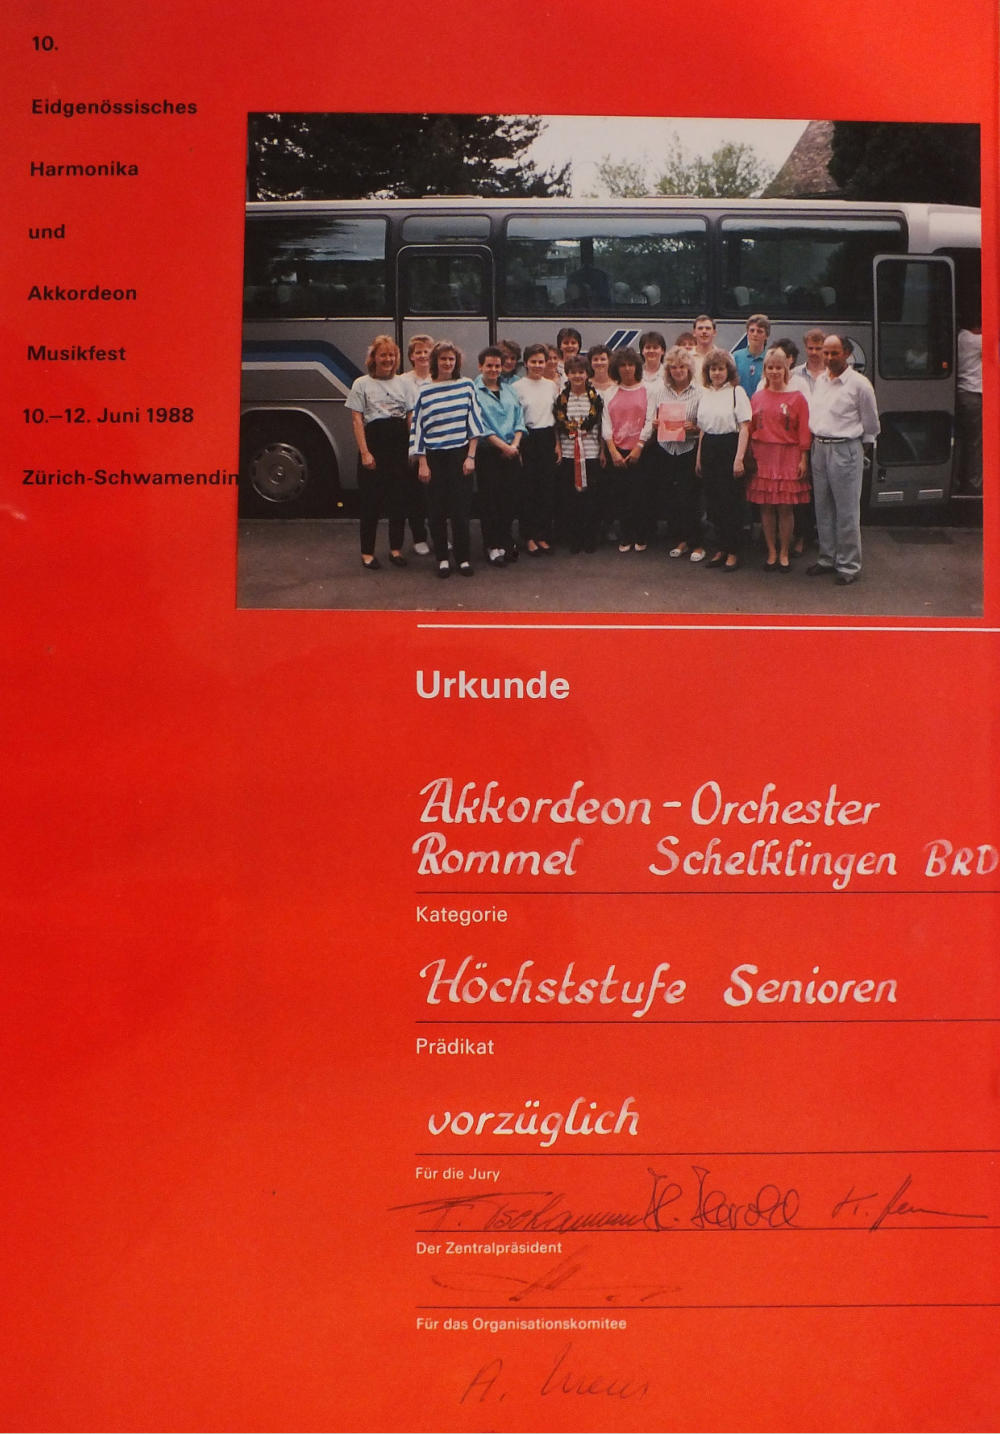 10.
Eidgenössisches
Harmonika
und
Akkordeon
Musikfest
10.–12. Juni 1988
Zürich-Schwamendin
Urkunde
Akkordeon-Orchester
Rommel Schelklingen BRD
Kategorie
Höchststufe Senioren
Prädikat
vorzüglich
Für die Jury
Der Zentralpräsident
Für das Organisationskomitee